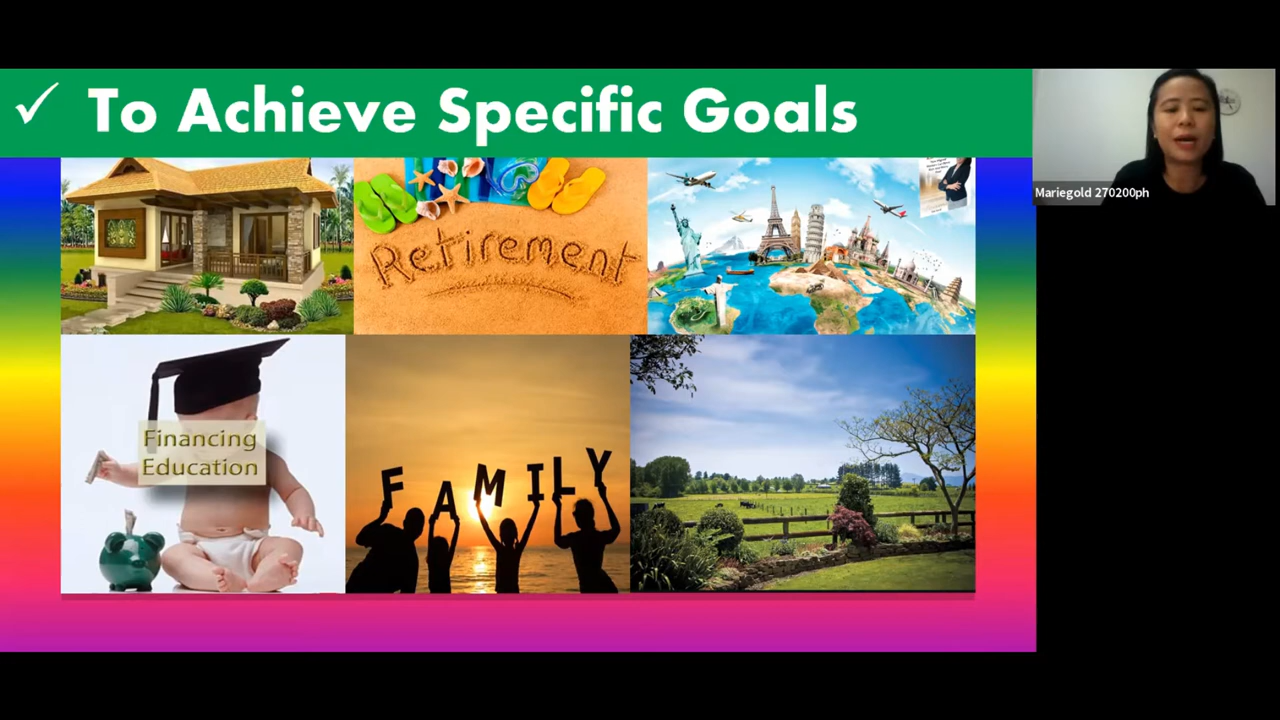 ✓ To Achieve Specific Goals
Mariegold 270200ph
Retirement
Financing
Education
FAMILY